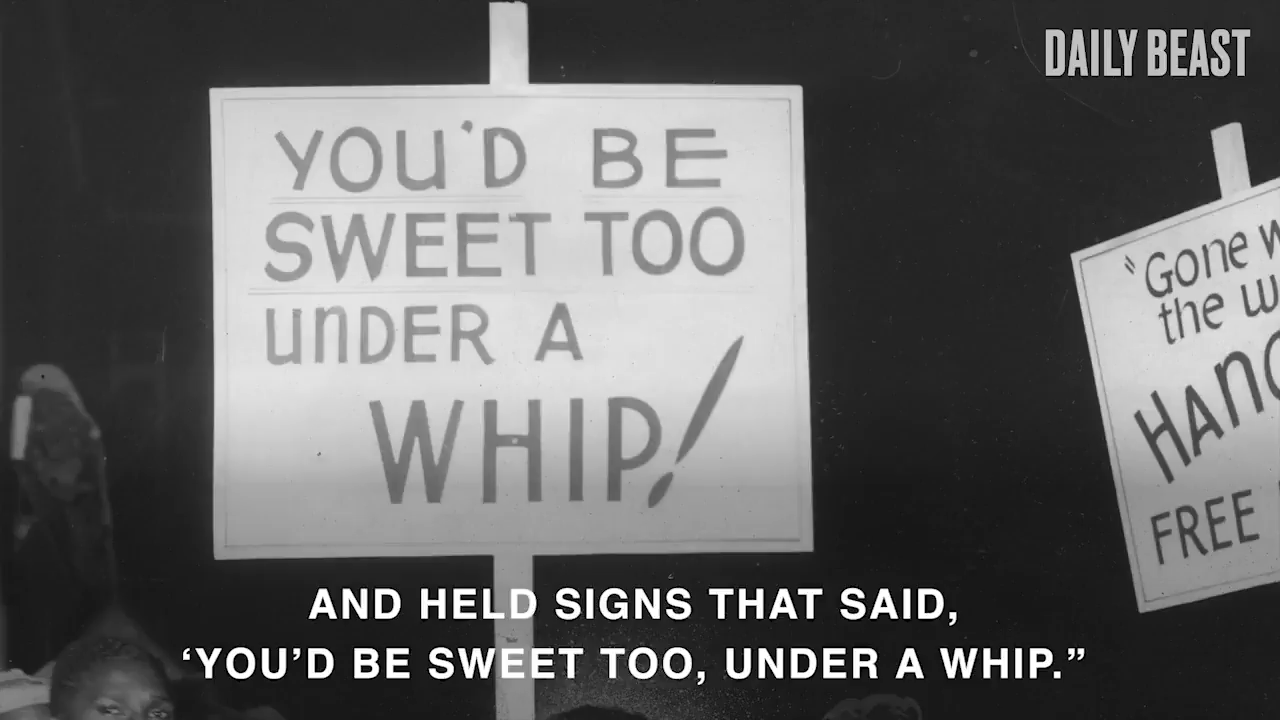 DAILY BEAST
YOU'D BE
SWEET TOO
UNDER A
WHIP!
"Gone
the
FREE
AND HELD SIGNS THAT SAID,
‘YOU’D BE SWEET TOO, UNDER A WHIP.”